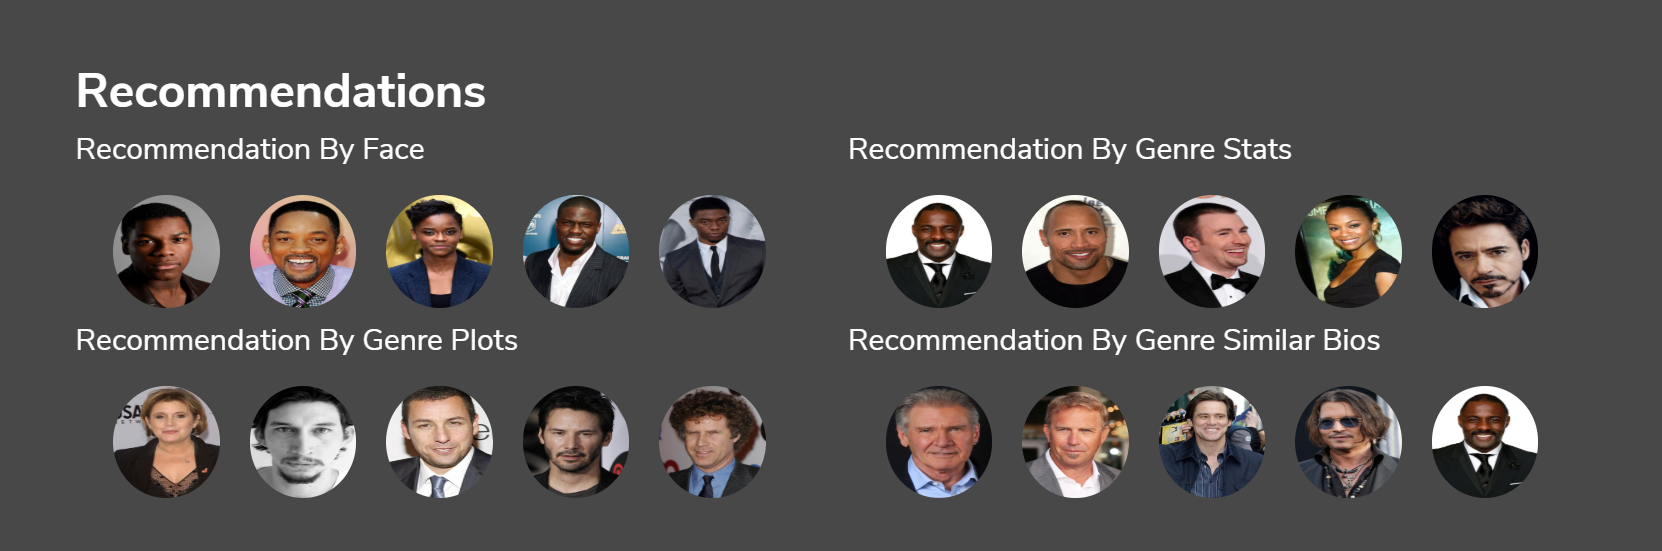 Recommendations
Recommendation By Face
Recommendation By Genre Stats
Recommendation By Genre Plots
Recommendation By Genre Similar Bios